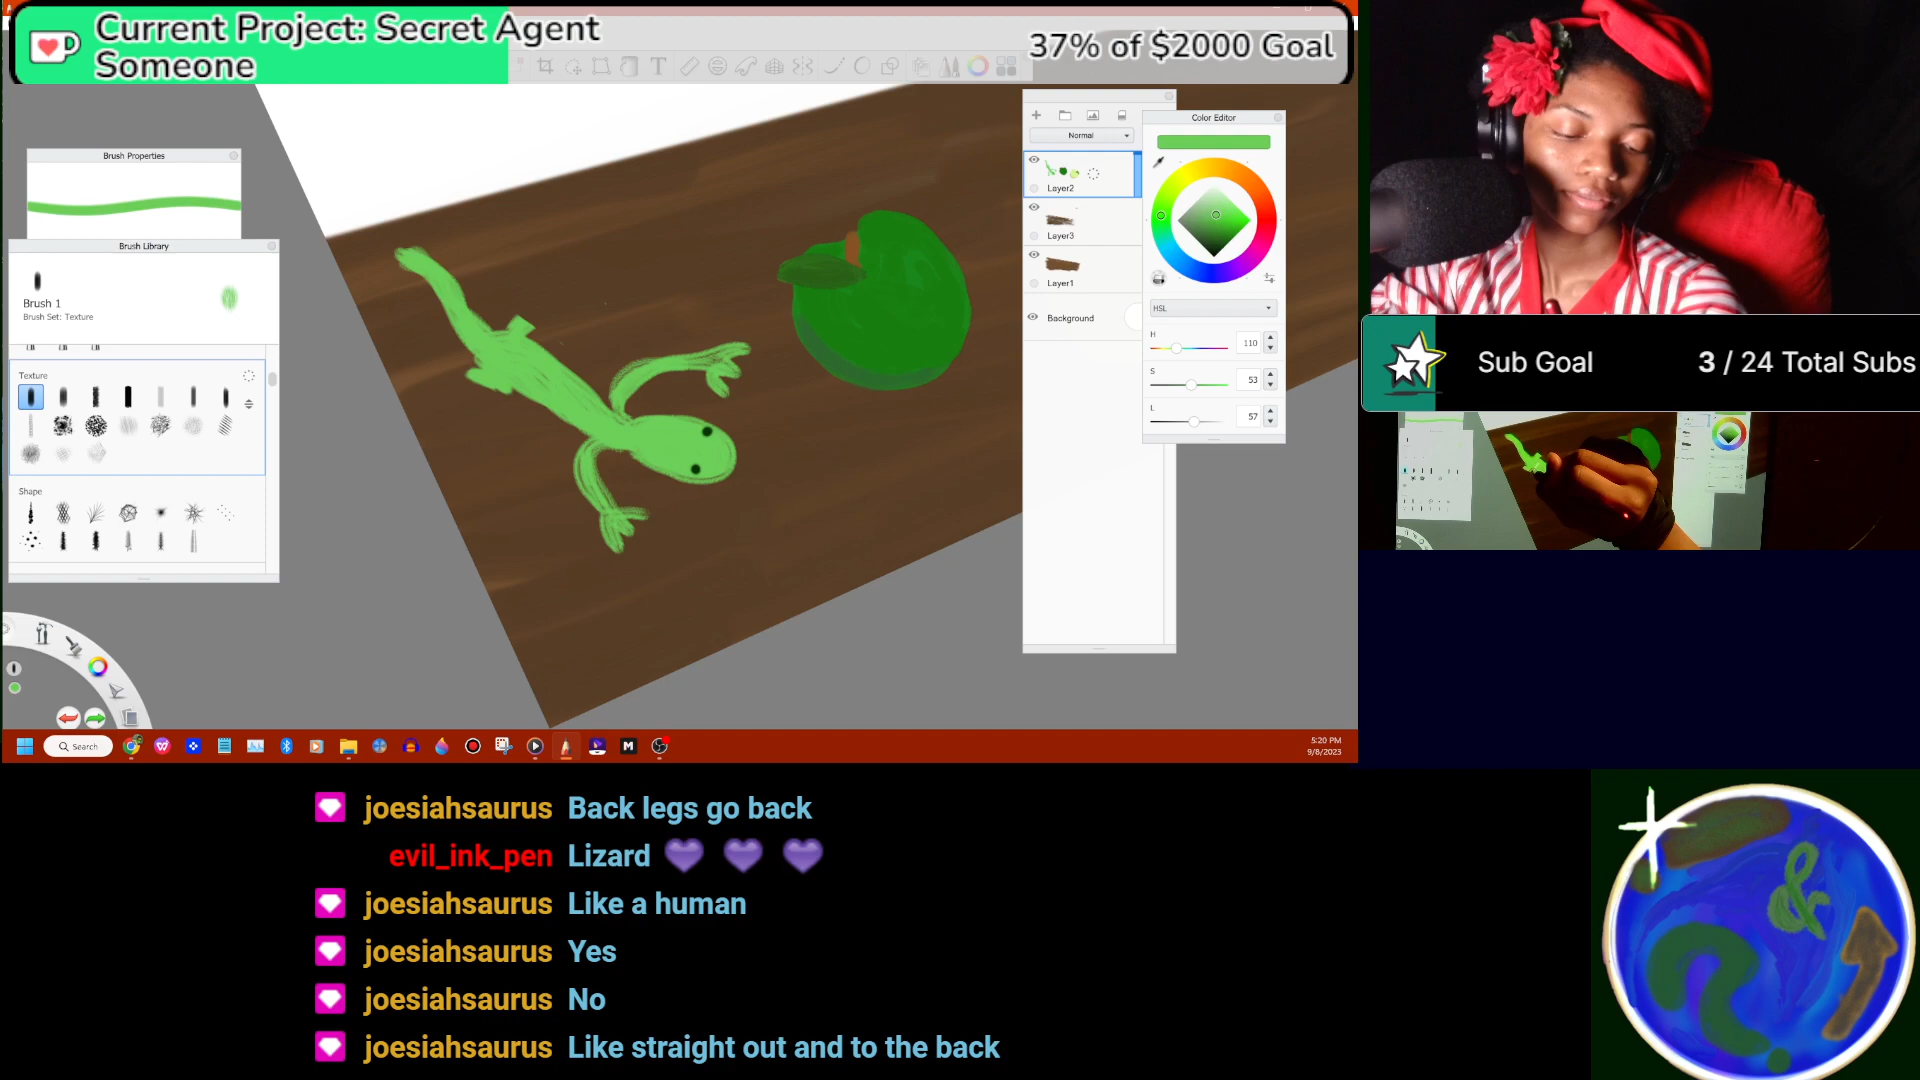 Current Project: Secret Agent
Someone
37% of $2000 Goal
Brush Properties
Brush Library
Brush 1
Brush Set: Texture
Texture
Shape
Normal
Layer2
Layer3
Layer1
Background
Color Editor
HSL
H 110
S 53
L 57
Sub Goal 3 / 24 Total Subs
Search
5:20 PM
9/8/2023
joesiahsaurus Back legs go back
evil_ink_pen Lizard
joesiahsaurus Like a human
joesiahsaurus Yes
joesiahsaurus No
joesiahsaurus Like straight out and to the back
&